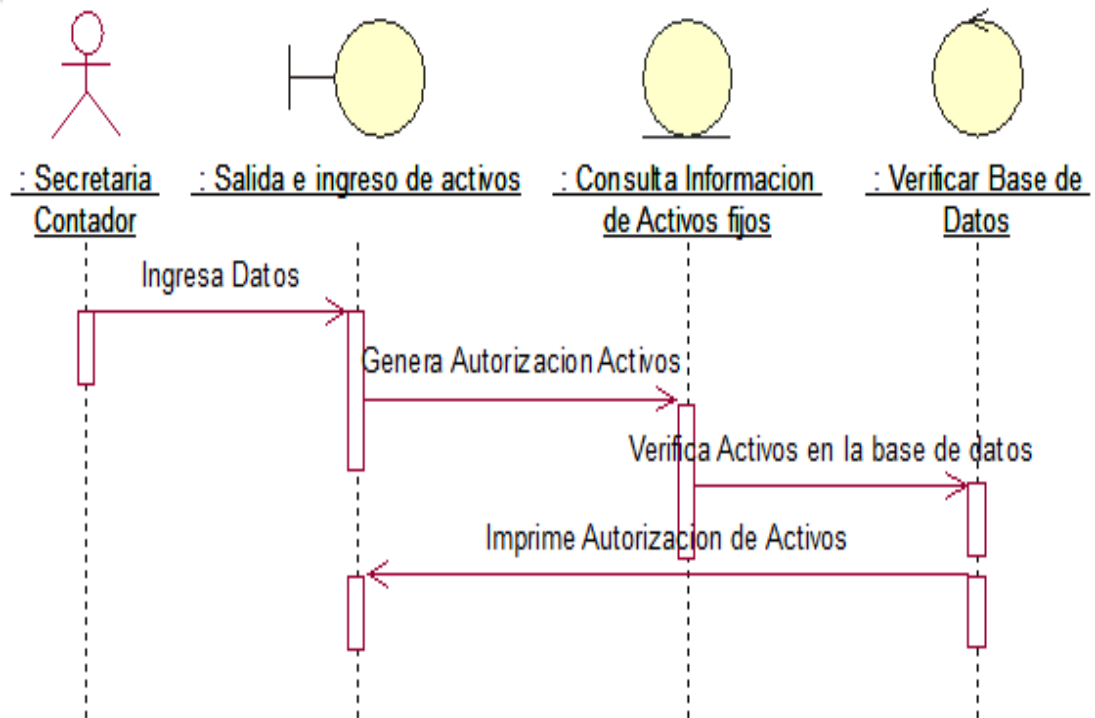 : Secretaria
Contador
: Salida e ingreso de activos
: Consulta Informacion
de Activos fijos
: Verificar Base de
Datos
Ingresa Datos
Genera Autorizacion Activos
Verifica Activos en la base de datos
Imprime Autorizacion de Activos